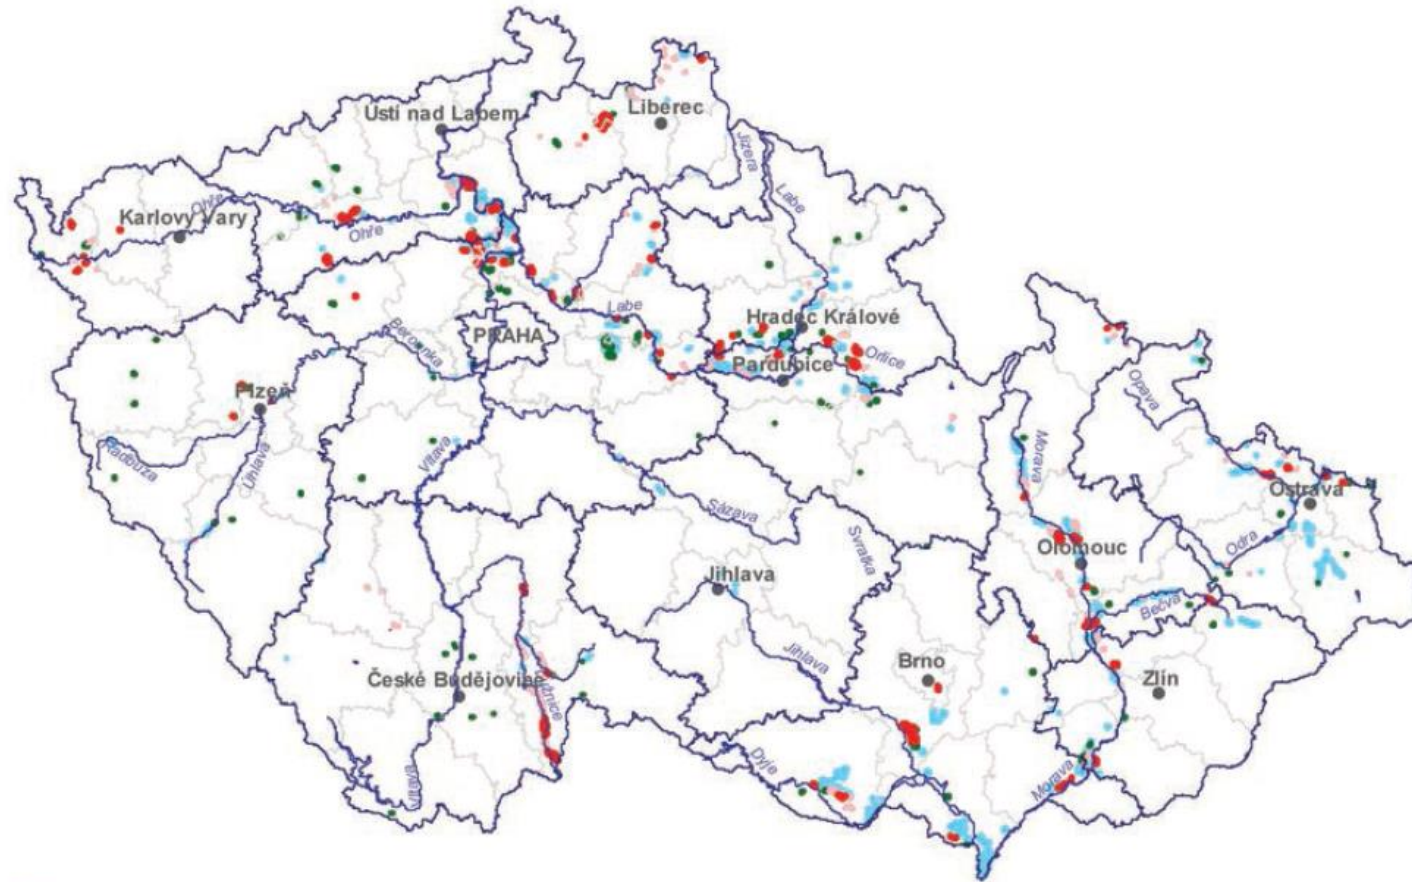 Liberec
Ústí nad Labem
Jizera
Labe
Ohře
Karlovy Vary
Ohře
Labe
Hradec Králové
PRAHA
Berounka
Orlice
Pardubice
Opava
Plzeň
Radbuza
Úhlava
Vltava
Morava
Ostrava
Sázava
Svratka
Odra
Olomouc
Jihlava
Bečva
Jihlava
Brno
Zlín
České Budějovice
Dyje
Morava
Vltava